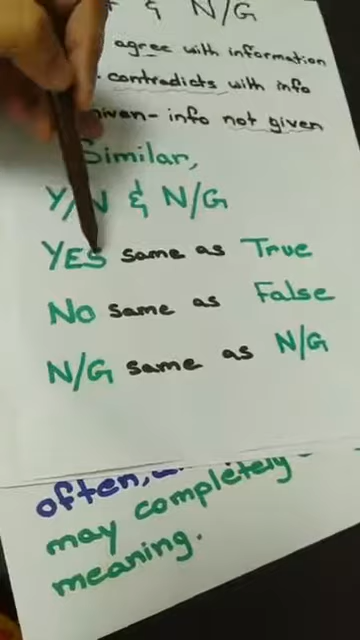 & N/G
agree with information
contradicts with info
info not given
Similar,
Y/N & N/G
YES same as True
No same as False
N/G same as N/G
often,
may completely
meaning.